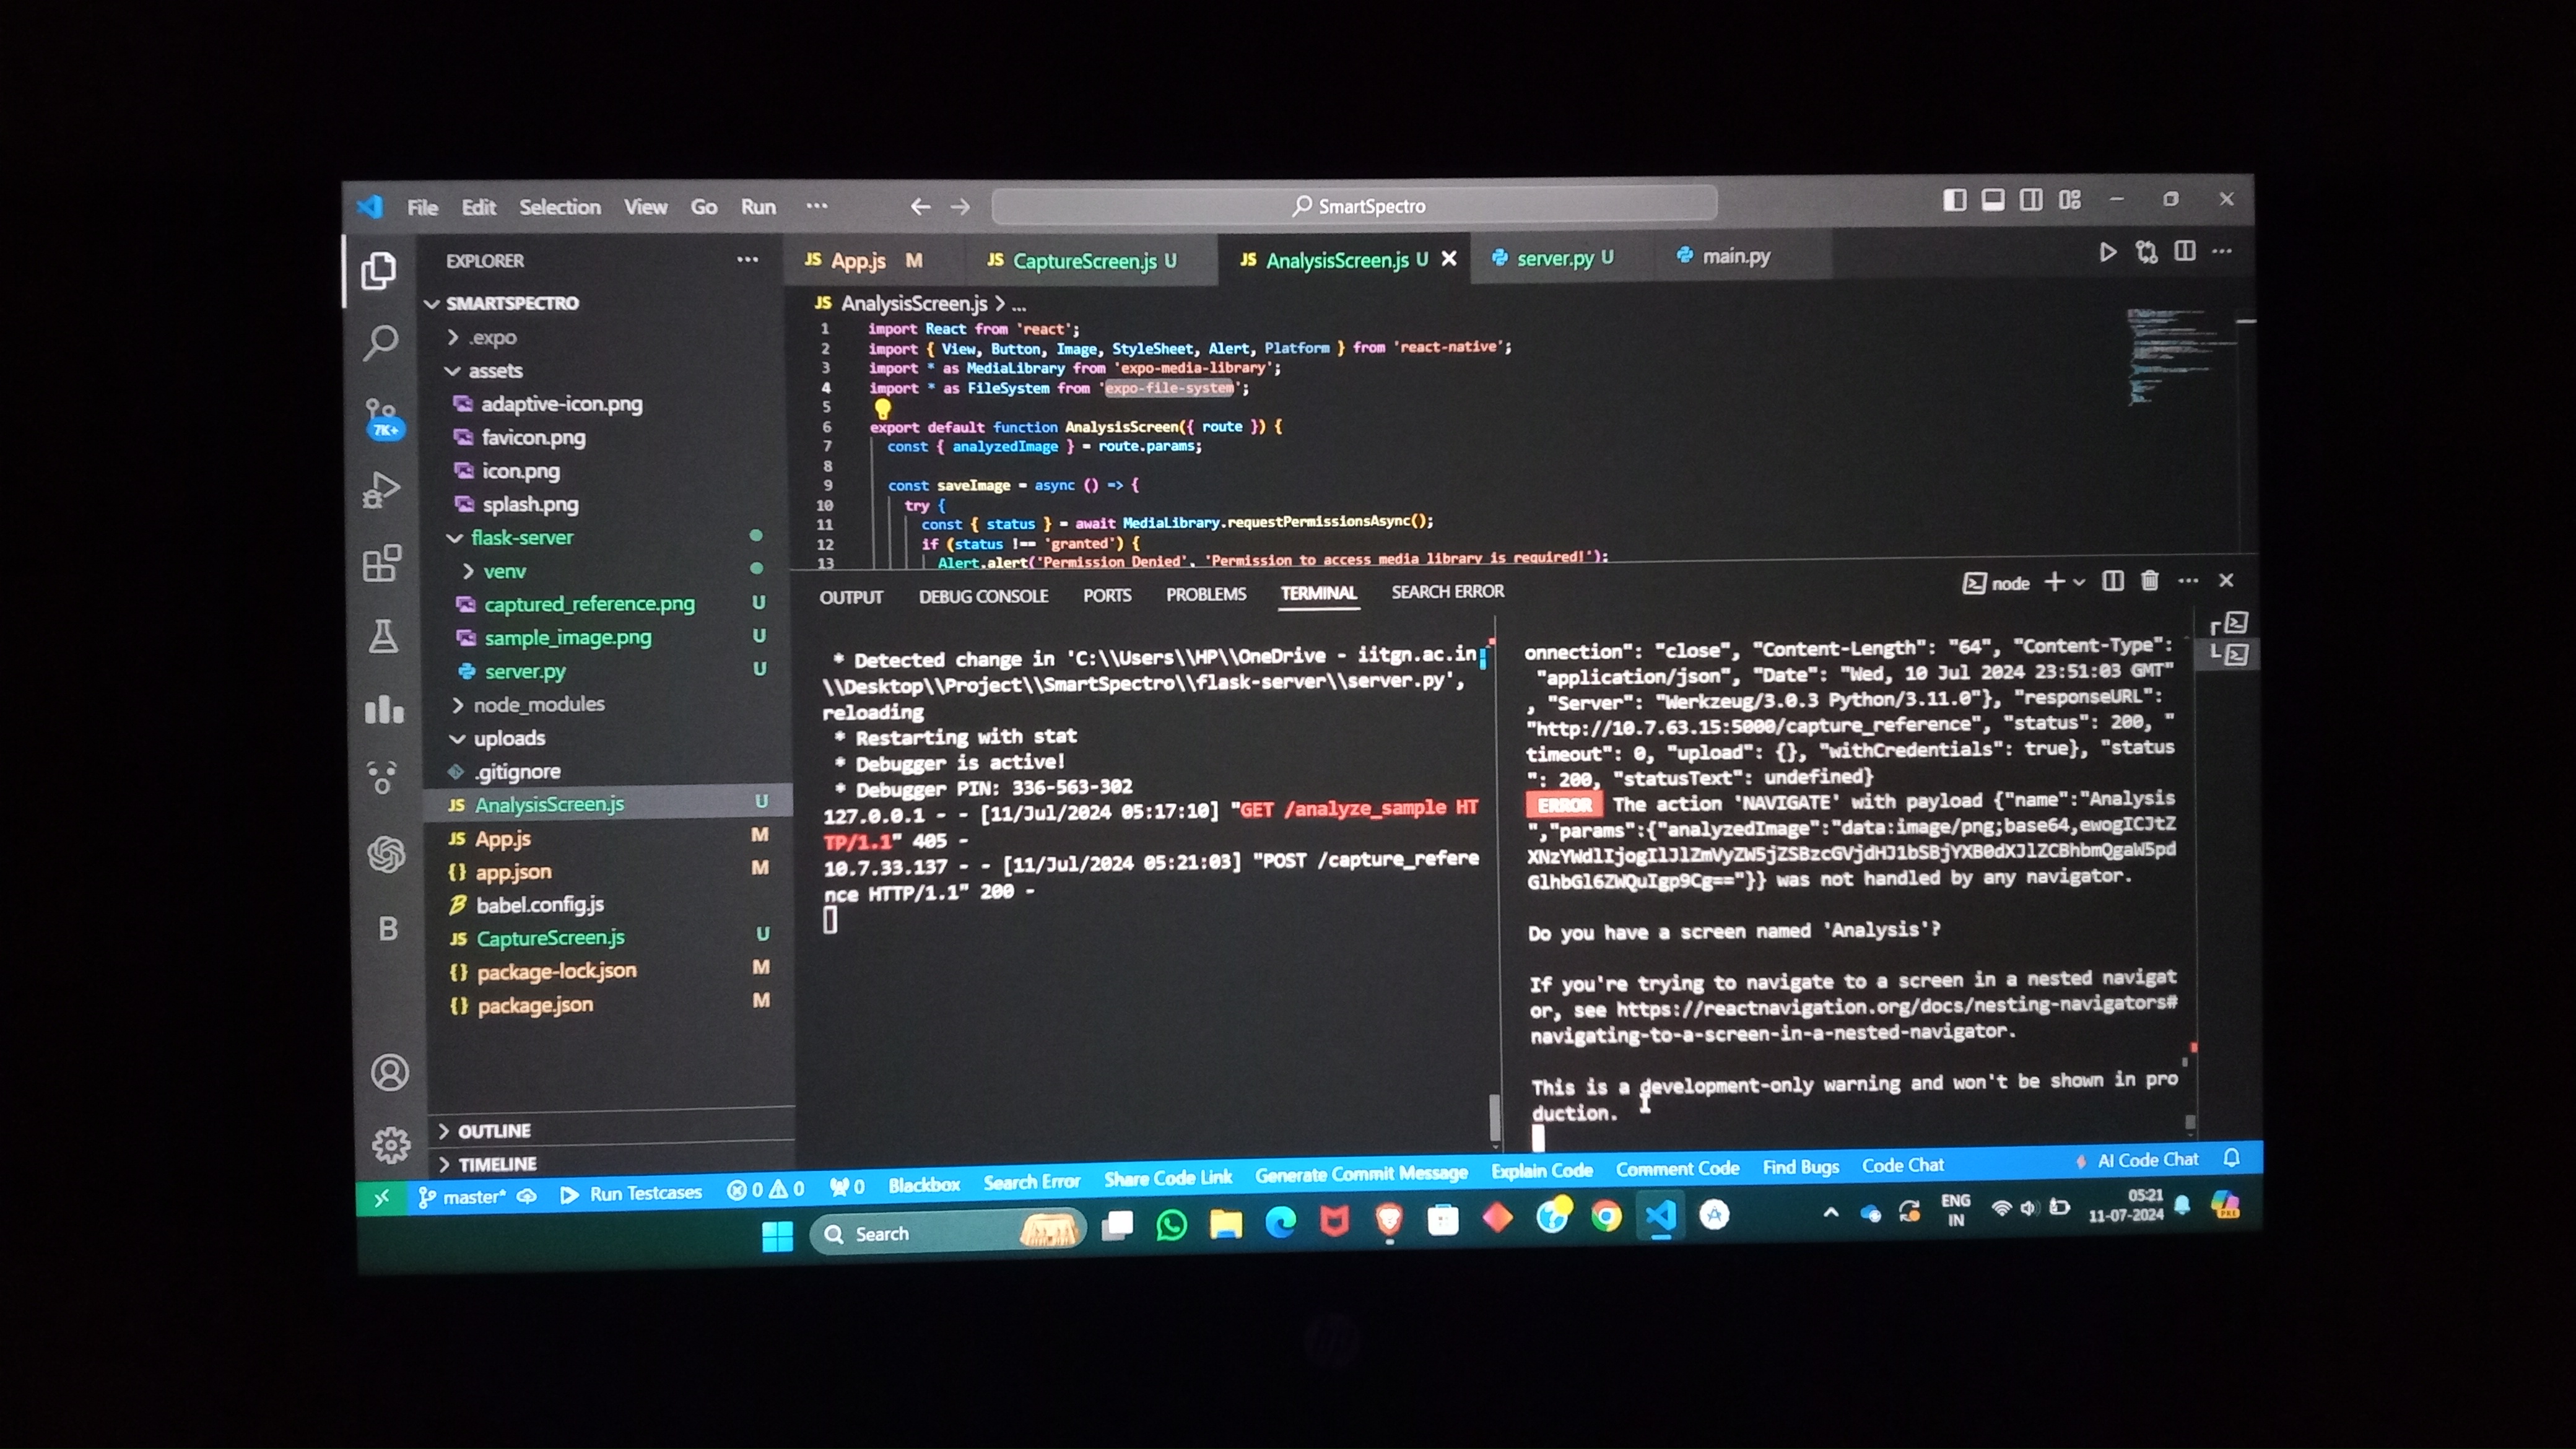 File Edit Selection View Go Run ... SmartSpectro
EXPLORER
SMARTSPECTRO
.expo
assets
adaptive-icon.png
favicon.png
icon.png
splash.png
flask-server
venv
captured_reference.png U
sample_image.png U
server.py U
node_modules
uploads
.gitignore
JS AnalysisScreen.js U
JS App.js M
{} app.json M
babel.config.js
JS CaptureScreen.js U
{} package-lock.json M
{} package.json M
OUTLINE
TIMELINE
7K+
B
JS App.js M JS CaptureScreen.js U JS AnalysisScreen.js U server.py U main.py
JS AnalysisScreen.js > ...
1 import React from 'react';
2 import { View, Button, Image, StyleSheet, Alert, Platform } from 'react-native';
3 import * as MediaLibrary from 'expo-media-library';
4 import * as FileSystem from 'expo-file-system';
5
6 export default function AnalysisScreen({ route }) {
7 const { analyzedImage } = route.params;
8
9 const saveImage = async () => {
10 try {
11 const { status } = await MediaLibrary.requestPermissionsAsync();
12 if (status !== 'granted') {
13 Alert.alert('Permission Denied', 'Permission to access media library is required!');
OUTPUT DEBUG CONSOLE PORTS PROBLEMS TERMINAL SEARCH ERROR node
* Detected change in 'C:\\Users\\HP\\OneDrive - iitgn.ac.in
\\Desktop\\Project\\SmartSpectro\\flask-server\\server.py',
reloading
* Restarting with stat
* Debugger is active!
* Debugger PIN: 336-563-302
127.0.0.1 - - [11/Jul/2024 05:17:10] "GET /analyze_sample HT
TP/1.1" 405 -
10.7.33.137 - - [11/Jul/2024 05:21:03] "POST /capture_refere
nce HTTP/1.1" 200 -
onnection": "close", "Content-Length": "64", "Content-Type":
"application/json", "Date": "Wed, 10 Jul 2024 23:51:03 GMT"
, "Server": "Werkzeug/3.0.3 Python/3.11.0"}, "responseURL":
"http://10.7.63.15:5000/capture_reference", "status": 200, "
timeout": 0, "upload": {}, "withCredentials": true}, "status
": 200, "statusText": undefined}
ERROR The action 'NAVIGATE' with payload {"name":"Analysis
","params":{"analyzedImage":"data:image/png;base64,ewogICJtZ
XNzYWdlIjogIlJlZmVyZW5jZSBzcGVjdHJ1bSBjYXB0dXJlZCBhbmQgaW5pd
GlhbGl6ZWQuIgp9Cg=="}} was not handled by any navigator.
Do you have a screen named 'Analysis'?
If you're trying to navigate to a screen in a nested navigat
or, see https://reactnavigation.org/docs/nesting-navigators#
navigating-to-a-screen-in-a-nested-navigator.
This is a development-only warning and won't be shown in pro
duction.
master* Run Testcases 0 0 0 Blackbox Search Error Share Code Link Generate Commit Message Explain Code Comment Code Find Bugs Code Chat AI Code Chat
Search
ENG
IN
05:21
11-07-2024
PRE